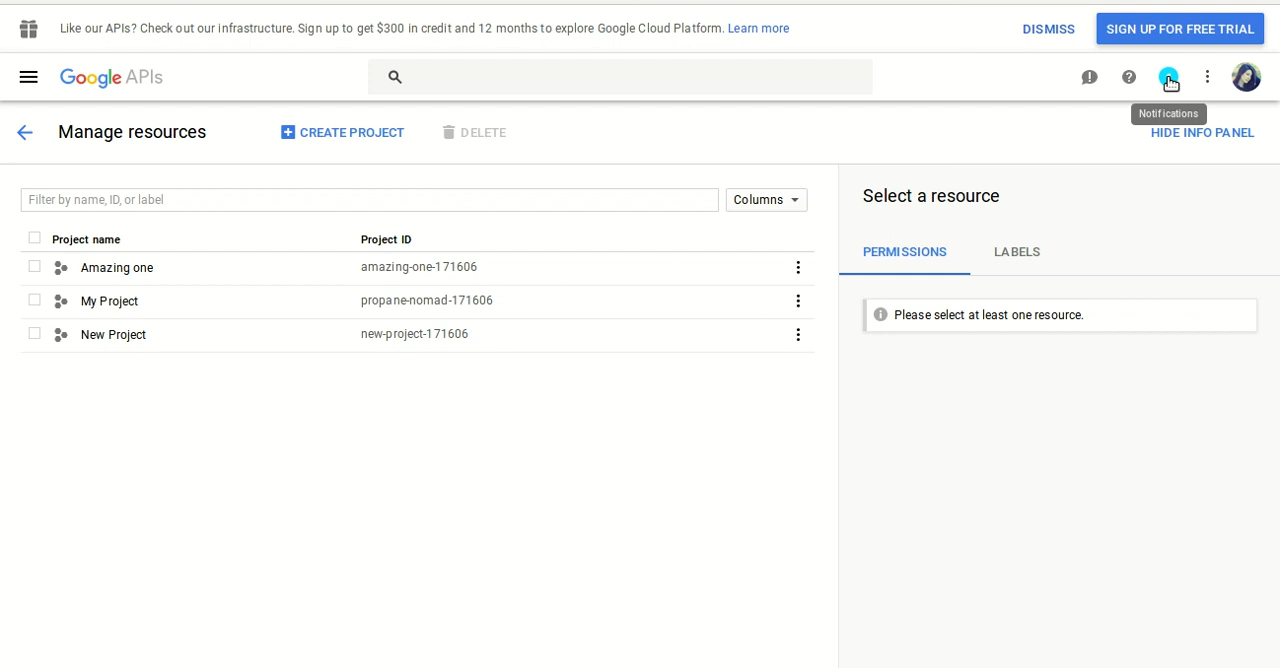 Like our APIs? Check out our infrastructure. Sign up to get $300 in credit and 12 months to explore Google Cloud Platform. Learn more
DISMISS
SIGN UP FOR FREE TRIAL
Google APIs
Notifications
Manage resources
CREATE PROJECT
DELETE
HIDE INFO PANEL
Filter by name, ID, or label
Columns
Project name
Project ID
Amazing one
amazing-one-171606
My Project
propane-nomad-171606
New Project
new-project-171606
Select a resource
PERMISSIONS
LABELS
Please select at least one resource.